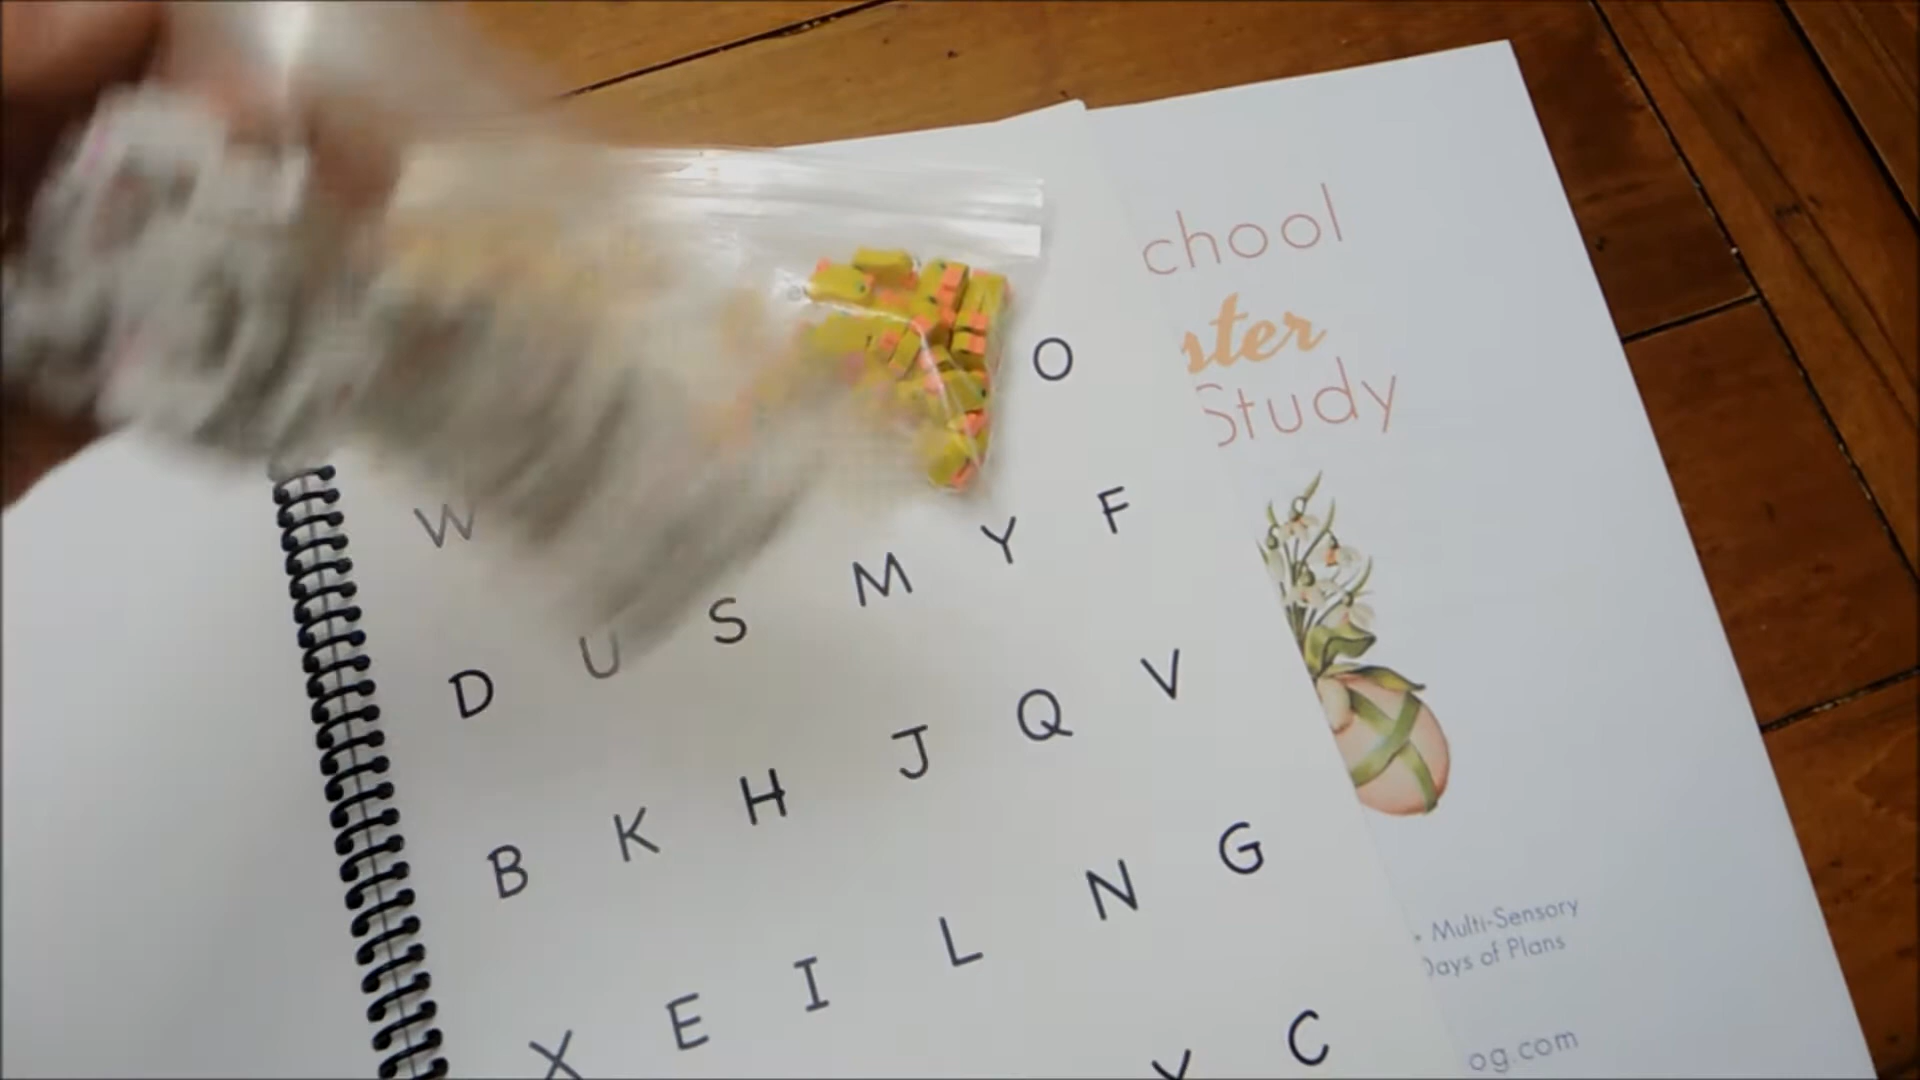 chool
ster
Study
O
W
D U S M Y F
B K H J Q V
X E I L N G
C
• Multi-Sensory
Days of Plans
og.com